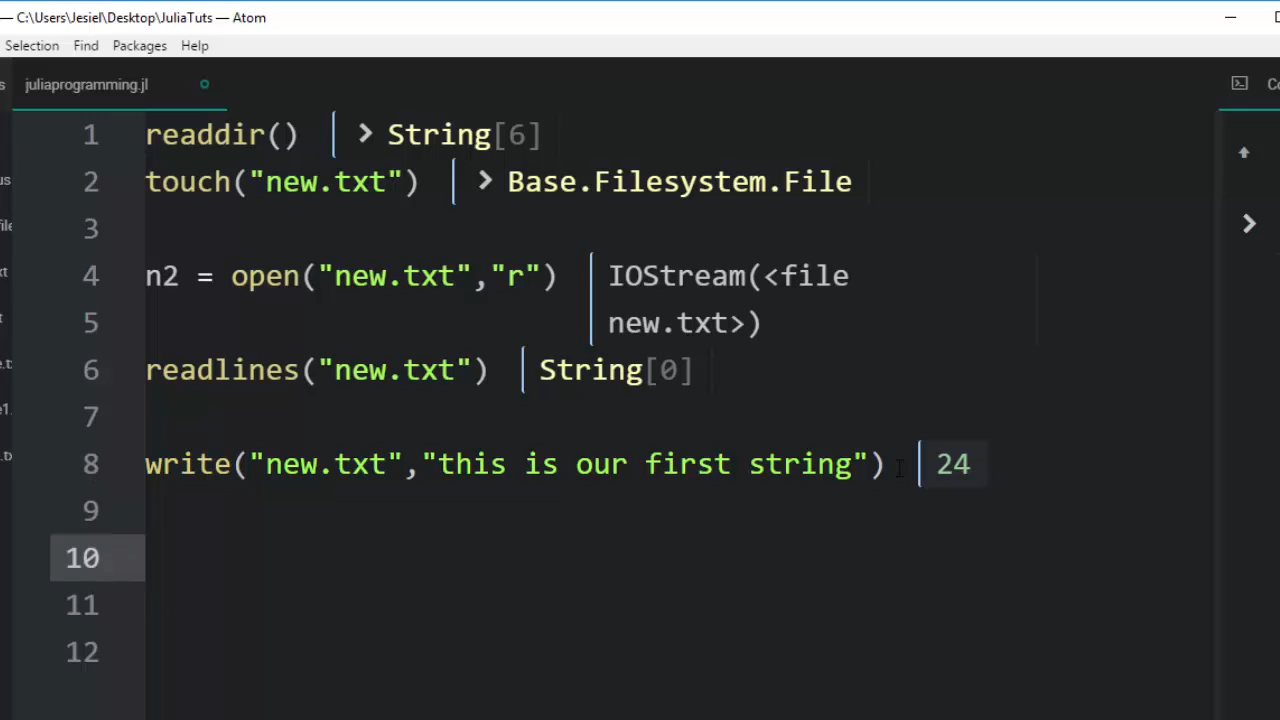 — C:\Users\Jesiel\Desktop\JuliaTuts — Atom
Selection Find Packages Help
juliaprogramming.jl
1 readdir() > String[6]
2 touch("new.txt") > Base.Filesystem.File
3
4 n2 = open("new.txt","r") IOStream(<file
5 new.txt>)
6 readlines("new.txt") String[0]
7
8 write("new.txt","this is our first string") 24
9
10
11
12